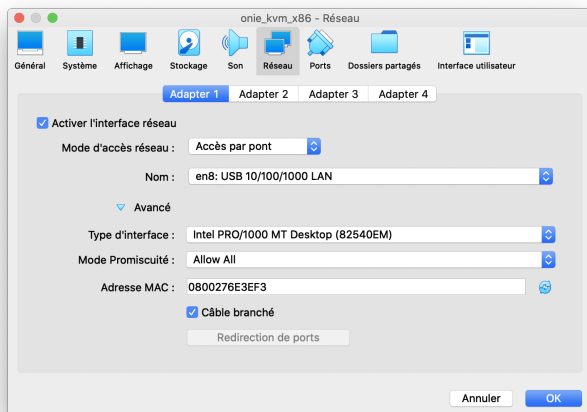 onie_kvm_x86 - Réseau
Général Système Affichage Stockage Son Réseau Ports Dossiers partagés Interface utilisateur
Adapter 1 Adapter 2 Adapter 3 Adapter 4
Activer l'interface réseau
Mode d'accès réseau : Accès par pont
Nom : en8: USB 10/100/1000 LAN
Avancé
Type d'interface : Intel PRO/1000 MT Desktop (82540EM)
Mode Promiscuité : Allow All
Adresse MAC : 0800276E3EF3
Câble branché
Redirection de ports
Annuler OK